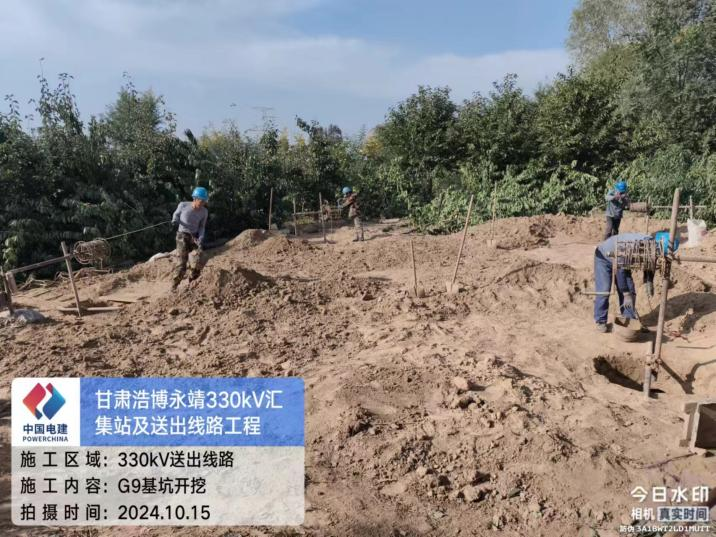 甘肃浩博永靖330kV汇
集站及送出线路工程
中国电建
POWERCHINA
施工区域：330kV送出线路
施工内容：G9基坑开挖
拍摄时间：2024.10.15
今日水印
相机 真实时间
防伪 3A1BWT2LD1MUTT